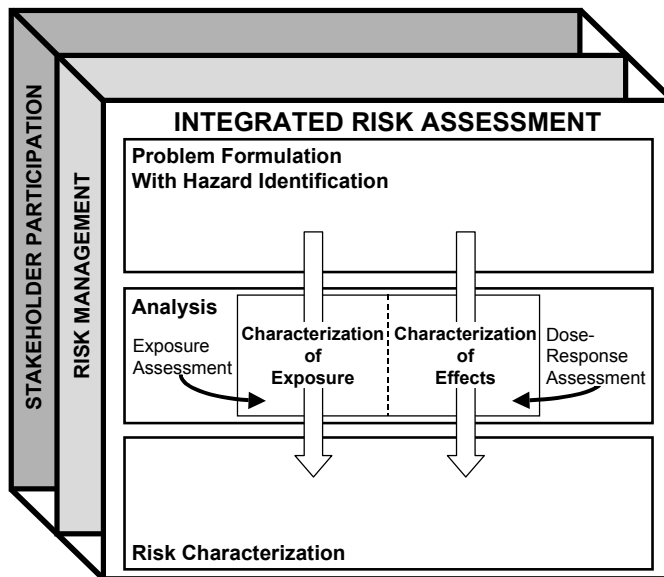 STAKEHOLDER PARTICIPATION
RISK MANAGEMENT
INTEGRATED RISK ASSESSMENT
Problem Formulation
With Hazard Identification
Analysis
Exposure
Assessment
Characterization
of
Exposure
Characterization
of
Effects
Dose-
Response
Assessment
Risk Characterization